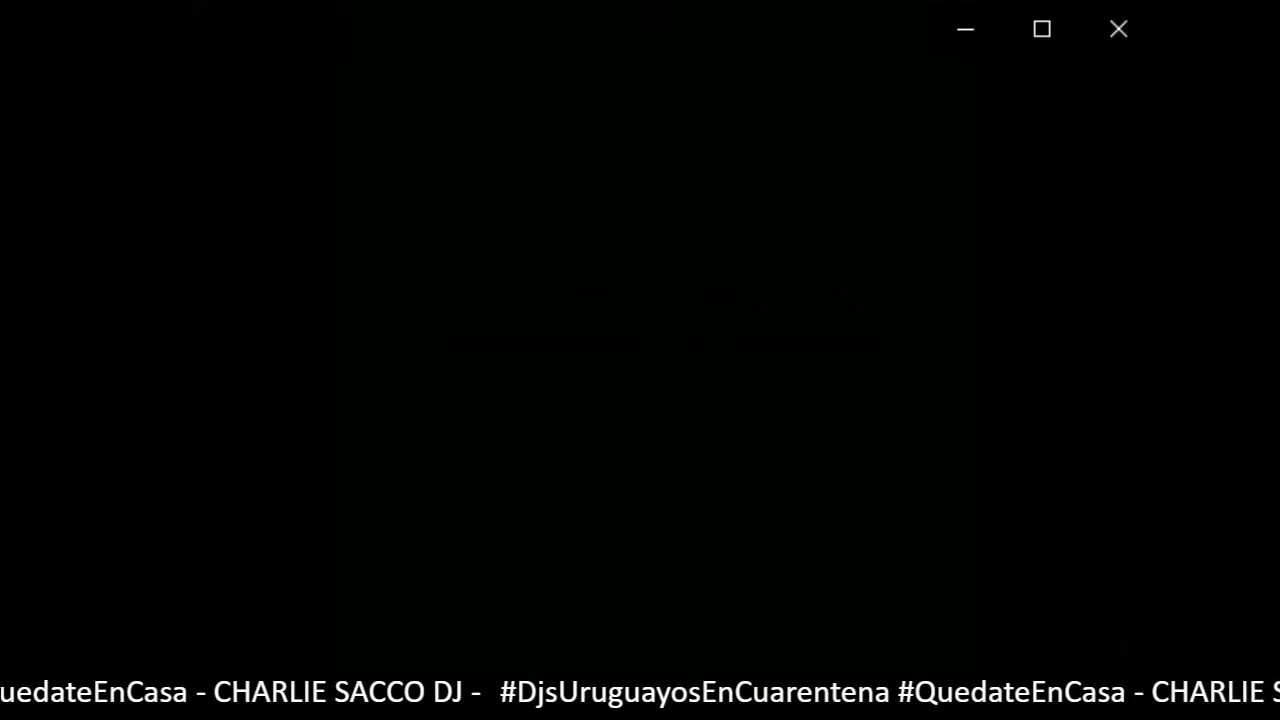 uedateEnCasa - CHARLIE SACCO DJ - #DjsUruguayosEnCuarentena #QuedateEnCasa - CHARLIE S